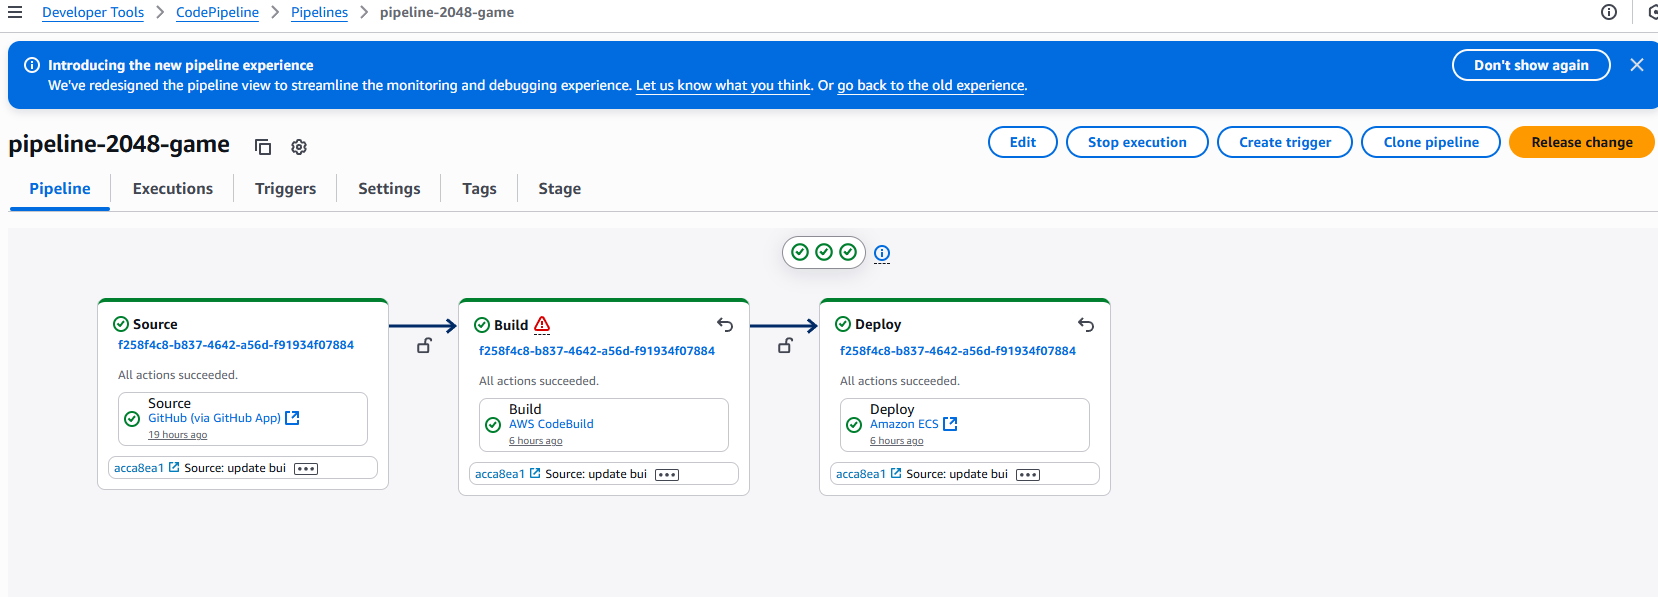 Developer Tools > CodePipeline > Pipelines > pipeline-2048-game
Introducing the new pipeline experience
We've redesigned the pipeline view to streamline the monitoring and debugging experience. Let us know what you think. Or go back to the old experience.
Don't show again
pipeline-2048-game
Edit
Stop execution
Create trigger
Clone pipeline
Release change
Pipeline
Executions
Triggers
Settings
Tags
Stage
Source
f258f4c8-b837-4642-a56d-f91934f07884
All actions succeeded.
Source
GitHub (via GitHub App)
19 hours ago
acca8ea1 Source: update bui
Build
f258f4c8-b837-4642-a56d-f91934f07884
All actions succeeded.
Build
AWS CodeBuild
6 hours ago
acca8ea1 Source: update bui
Deploy
f258f4c8-b837-4642-a56d-f91934f07884
All actions succeeded.
Deploy
Amazon ECS
6 hours ago
acca8ea1 Source: update bui